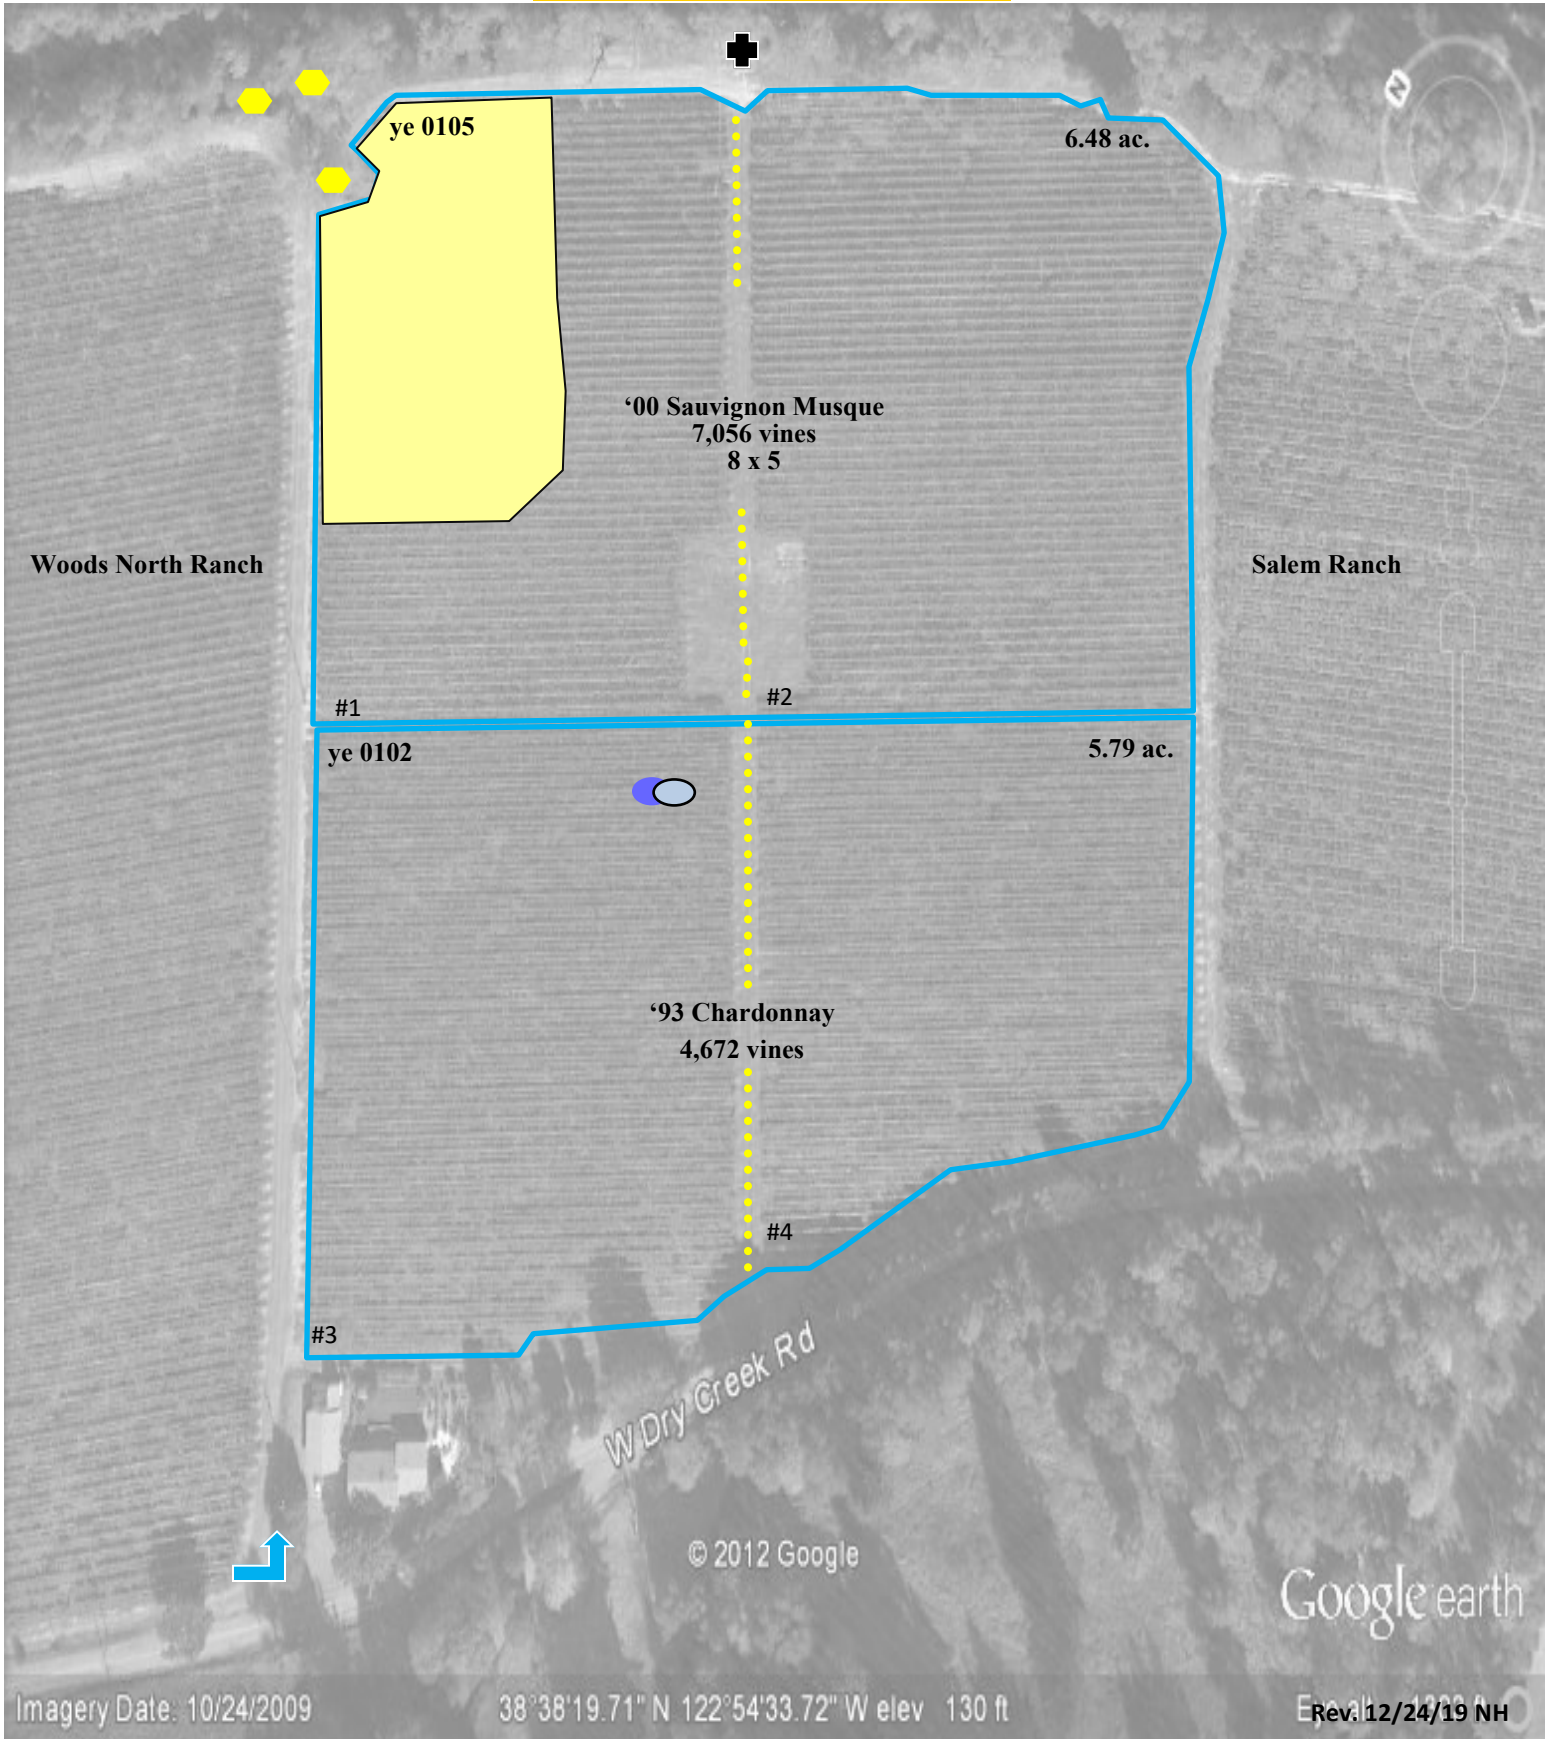 N
ye 0105
6.48 ac.
‘00 Sauvignon Musque
7,056 vines
8 x 5
Woods North Ranch
Salem Ranch
#1
#2
ye 0102
5.79 ac.
‘93 Chardonnay
4,672 vines
#4
#3
W Dry Creek Rd
© 2012 Google
Google earth
Imagery Date: 10/24/2009
38°38'19.71" N 122°54'33.72" W elev 130 ft
Rev. 12/24/19 NH